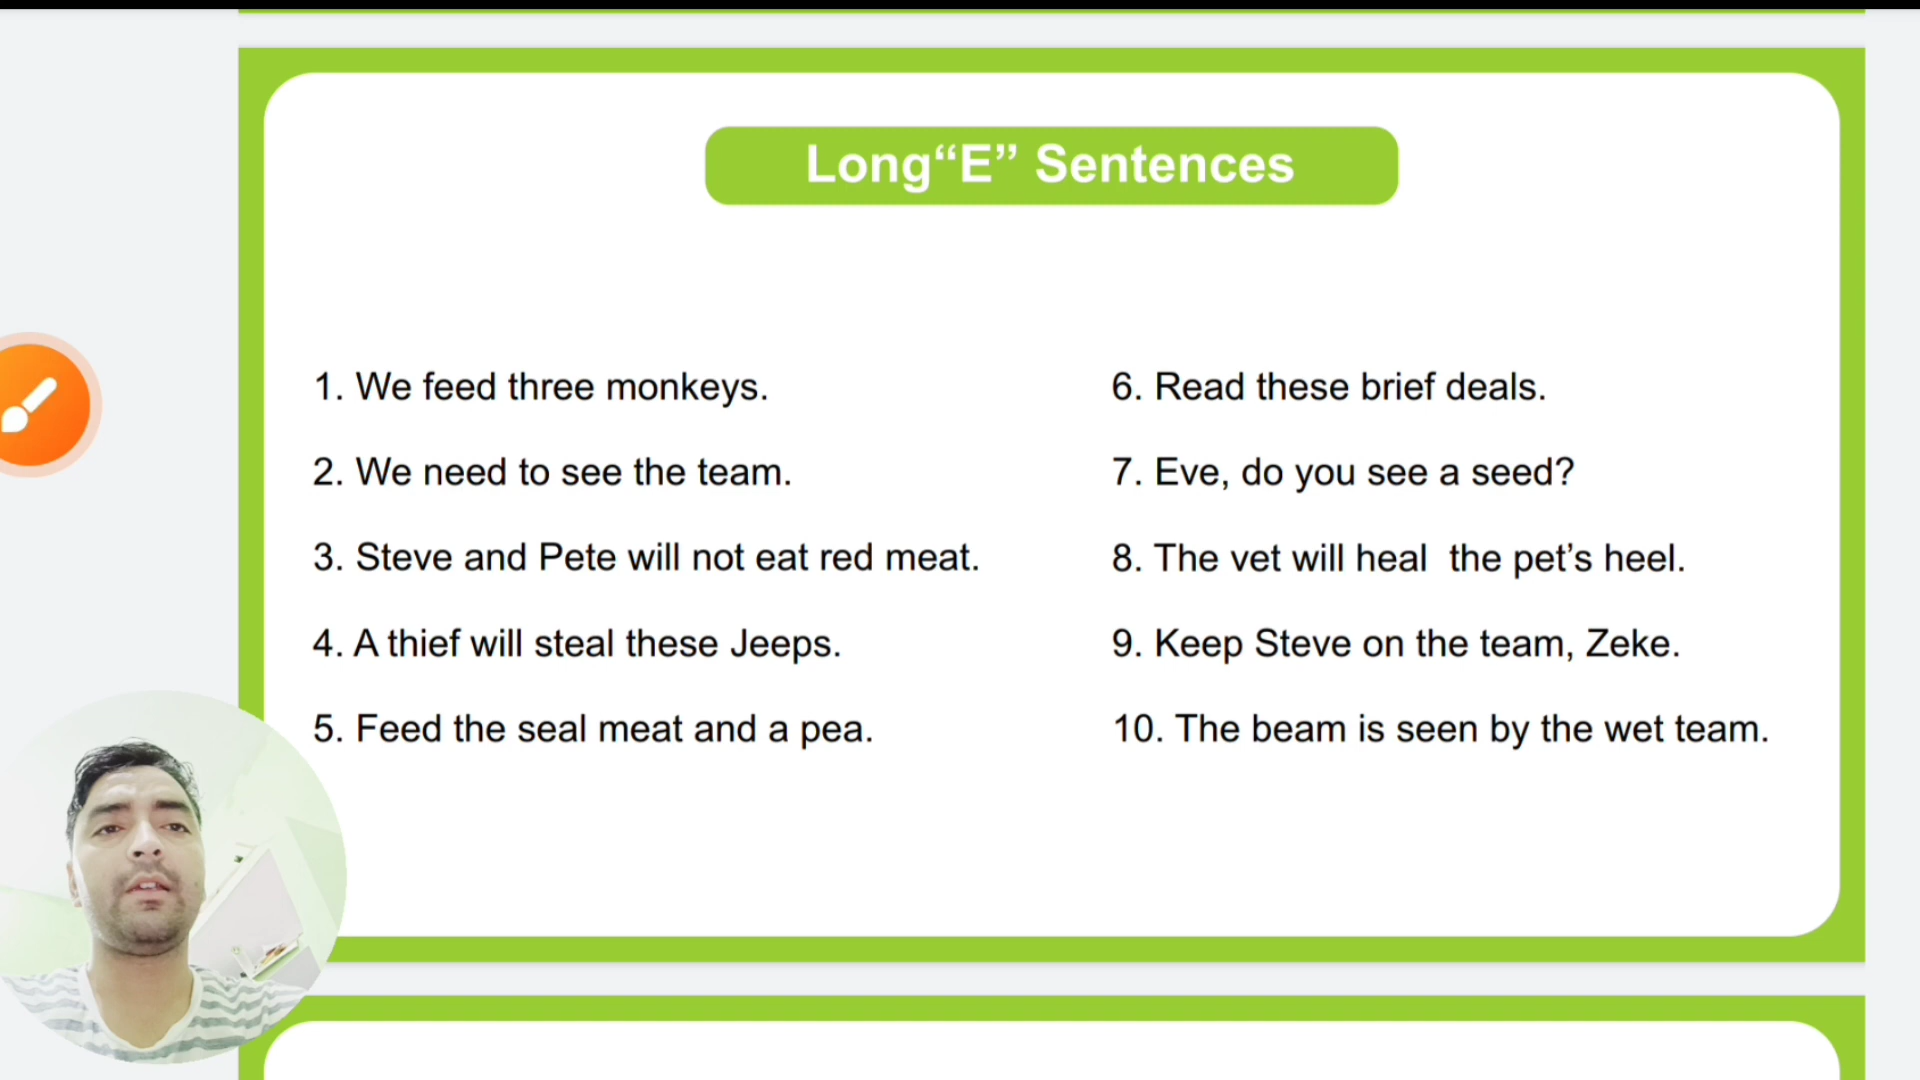 Long“E” Sentences
1. We feed three monkeys.
2. We need to see the team.
3. Steve and Pete will not eat red meat.
4. A thief will steal these Jeeps.
5. Feed the seal meat and a pea.
6. Read these brief deals.
7. Eve, do you see a seed?
8. The vet will heal  the pet’s heel.
9. Keep Steve on the team, Zeke.
10. The beam is seen by the wet team.